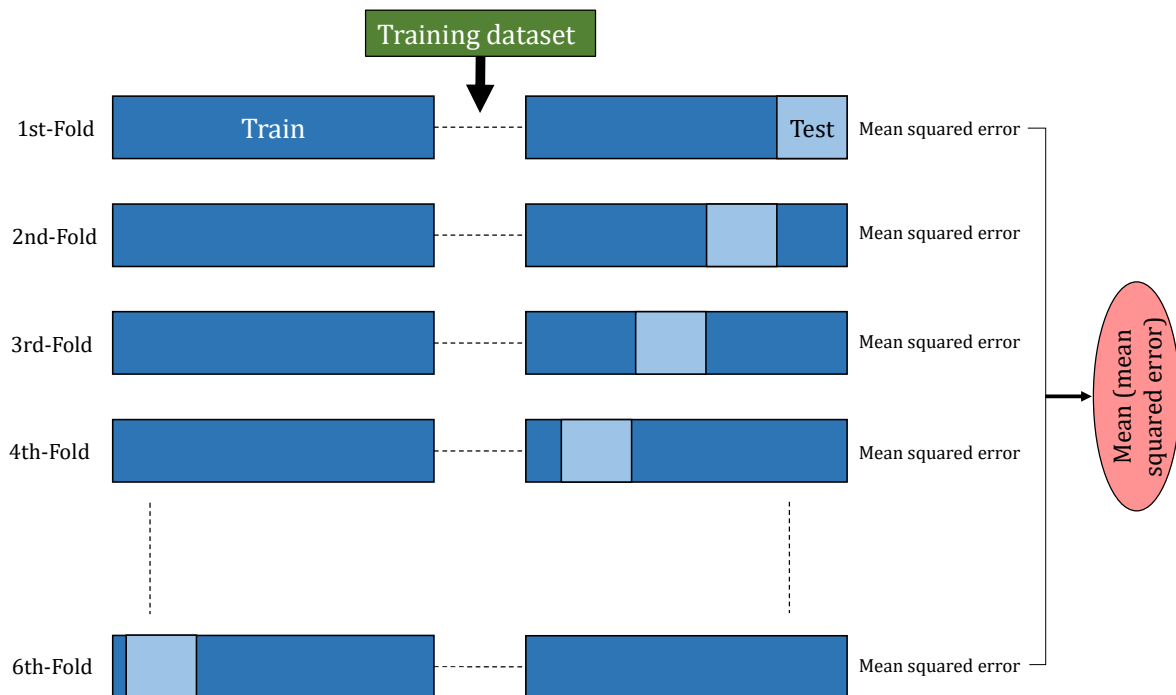 Training dataset
1st-Fold
Train
Test
Mean squared error
2nd-Fold
Mean squared error
3rd-Fold
Mean squared error
4th-Fold
Mean squared error
6th-Fold
Mean squared error
Mean (mean
squared error)